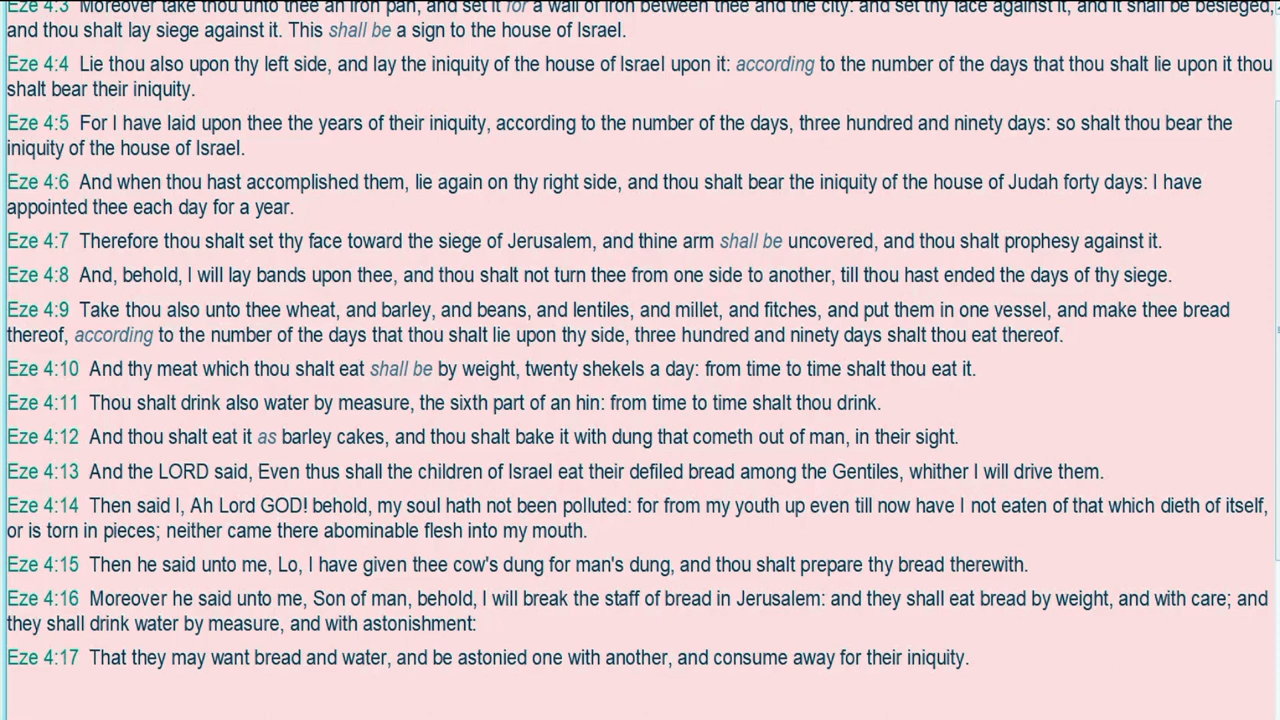 Eze 4:3 Moreover take thou unto thee an iron pan, and set it for a wall of iron between thee and the city: and set thy face against it, and it shall be besieged,
and thou shalt lay siege against it. This shall be a sign to the house of Israel.
Eze 4:4 Lie thou also upon thy left side, and lay the iniquity of the house of Israel upon it: according to the number of the days that thou shalt lie upon it thou
shalt bear their iniquity.
Eze 4:5 For I have laid upon thee the years of their iniquity, according to the number of the days, three hundred and ninety days: so shalt thou bear the
iniquity of the house of Israel.
Eze 4:6 And when thou hast accomplished them, lie again on thy right side, and thou shalt bear the iniquity of the house of Judah forty days: I have
appointed thee each day for a year.
Eze 4:7 Therefore thou shalt set thy face toward the siege of Jerusalem, and thine arm shall be uncovered, and thou shalt prophesy against it.
Eze 4:8 And, behold, I will lay bands upon thee, and thou shalt not turn thee from one side to another, till thou hast ended the days of thy siege.
Eze 4:9 Take thou also unto thee wheat, and barley, and beans, and lentiles, and millet, and fitches, and put them in one vessel, and make thee bread
thereof, according to the number of the days that thou shalt lie upon thy side, three hundred and ninety days shalt thou eat thereof.
Eze 4:10 And thy meat which thou shalt eat shall be by weight, twenty shekels a day: from time to time shalt thou eat it.
Eze 4:11 Thou shalt drink also water by measure, the sixth part of an hin: from time to time shalt thou drink.
Eze 4:12 And thou shalt eat it as barley cakes, and thou shalt bake it with dung that cometh out of man, in their sight.
Eze 4:13 And the LORD said, Even thus shall the children of Israel eat their defiled bread among the Gentiles, whither I will drive them.
Eze 4:14 Then said I, Ah Lord GOD! behold, my soul hath not been polluted: for from my youth up even till now have I not eaten of that which dieth of itself,
or is torn in pieces; neither came there abominable flesh into my mouth.
Eze 4:15 Then he said unto me, Lo, I have given thee cow's dung for man's dung, and thou shalt prepare thy bread therewith.
Eze 4:16 Moreover he said unto me, Son of man, behold, I will break the staff of bread in Jerusalem: and they shall eat bread by weight, and with care; and
they shall drink water by measure, and with astonishment:
Eze 4:17 That they may want bread and water, and be astonied one with another, and consume away for their iniquity.